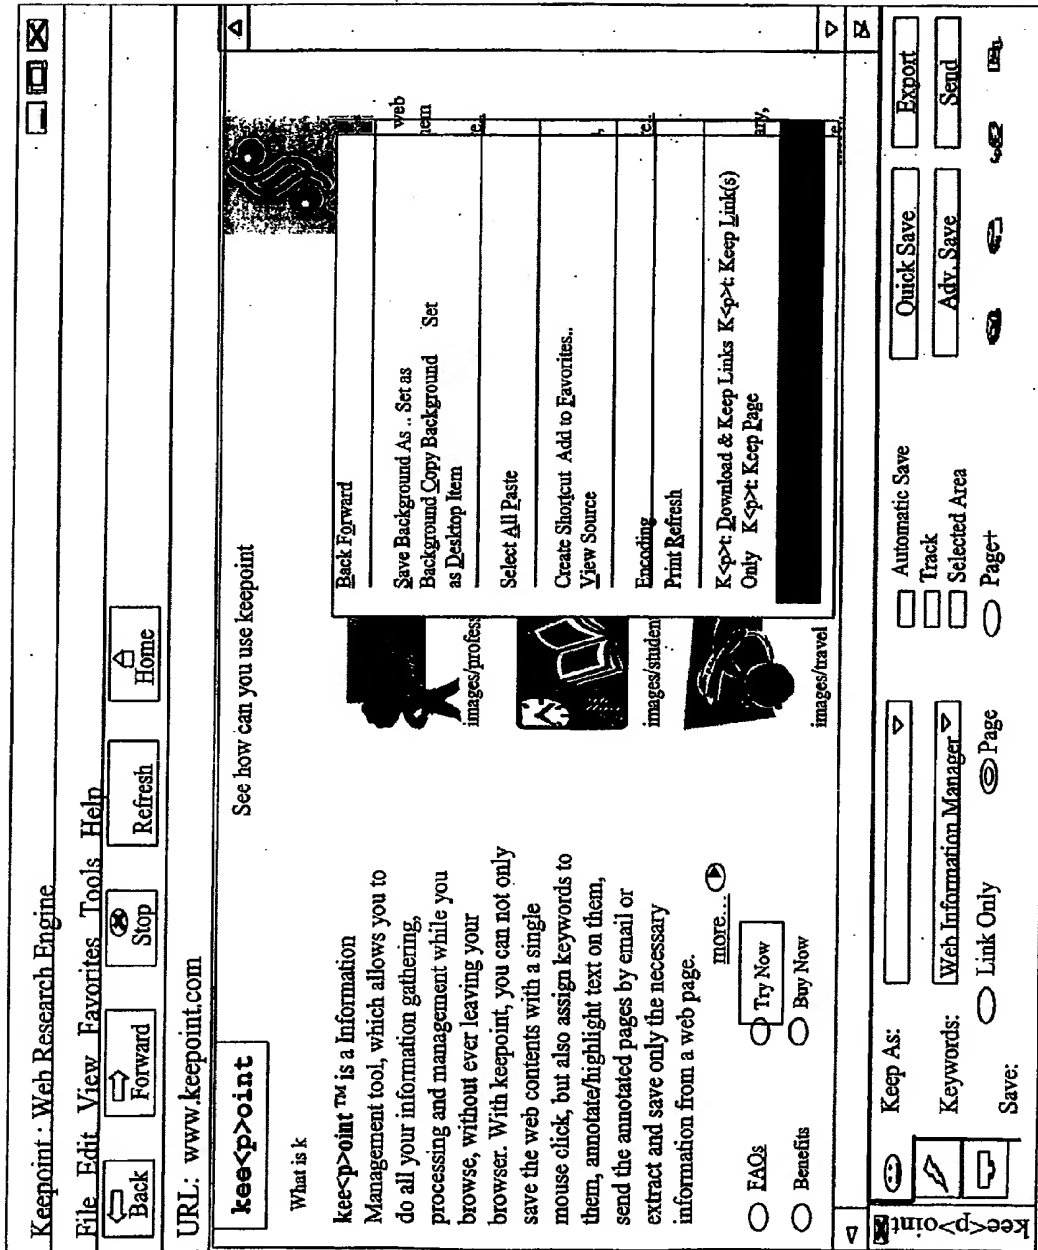 Keepoint : Web Research Engine
File Edit View Favorites Tools Help
Back
Forward
Stop
Refresh
Home
URL: www.keepoint.com
kee<p>oint
See how can you use keepoint
What is k
kee<p>oint ™ is a Information
Management tool, which allows you to
do all your information gathering,
processing and management while you
browse, without ever leaving your
browser. With keepoint, you can not only
save the web contents with a single
mouse click, but also assign keywords to
them, annotate/highlight text on them,
send the annotated pages by email or
extract and save only the necessary
information from a web page.
more...
FAQs
Try Now
Benefits
Buy Now
images/profess
images/student
images/travel
Back Forward
Save Background As .. Set as
Background Copy Background Set
as Desktop Item
Select All Paste
Create Shortcut Add to Favorites..
View Source
Encoding
Print Refresh
K<p>t: Download & Keep Links K<p>t: Keep Link(s)
Only K<p>t: Keep Page
web
any,
kee<p>oint
Keep As:
Automatic Save
Quick Save
Export
Track
Keywords:
Web Information Manager
Selected Area
Adv. Save
Send
Save:
Link Only
Page
Page+